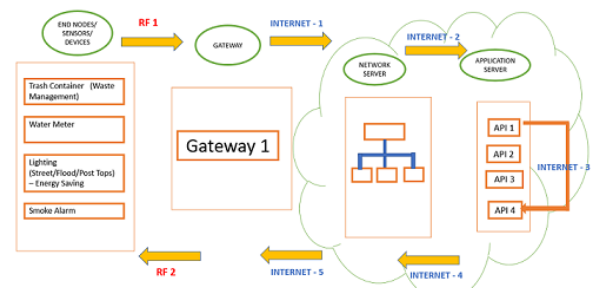 END NODES/
SENSORS/
DEVICES
RF 1
GATEWAY
INTERNET - 1
NETWORK
SERVER
INTERNET - 2
APPLICATION
SERVER
Trash Container (Waste
Management)
Water Meter
Lighting
(Street/Flood/Post Tops)
– Energy Saving
Smoke Alarm
Gateway 1
API 1
API 2
API 3
API 4
INTERNET - 3
RF 2
INTERNET - 5
INTERNET - 4